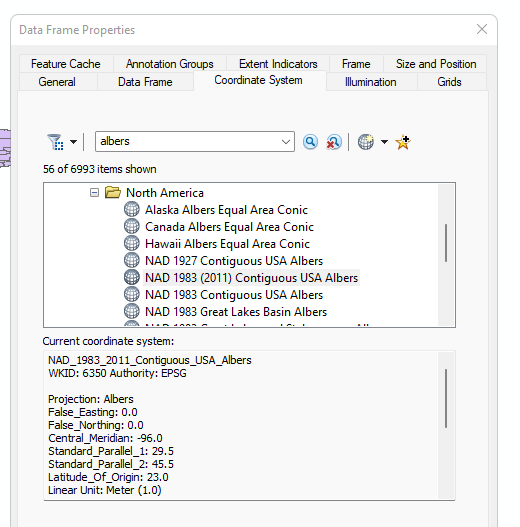 Data Frame Properties
Feature Cache Annotation Groups Extent Indicators Frame Size and Position
General Data Frame Coordinate System Illumination Grids
albers
56 of 6993 items shown
North America
Alaska Albers Equal Area Conic
Canada Albers Equal Area Conic
Hawaii Albers Equal Area Conic
NAD 1927 Contiguous USA Albers
NAD 1983 (2011) Contiguous USA Albers
NAD 1983 Contiguous USA Albers
NAD 1983 Great Lakes Basin Albers
Current coordinate system:
NAD_1983_2011_Contiguous_USA_Albers
WKID: 6350 Authority: EPSG
Projection: Albers
False_Easting: 0.0
False_Northing: 0.0
Central_Meridian: -96.0
Standard_Parallel_1: 29.5
Standard_Parallel_2: 45.5
Latitude_Of_Origin: 23.0
Linear Unit: Meter (1.0)